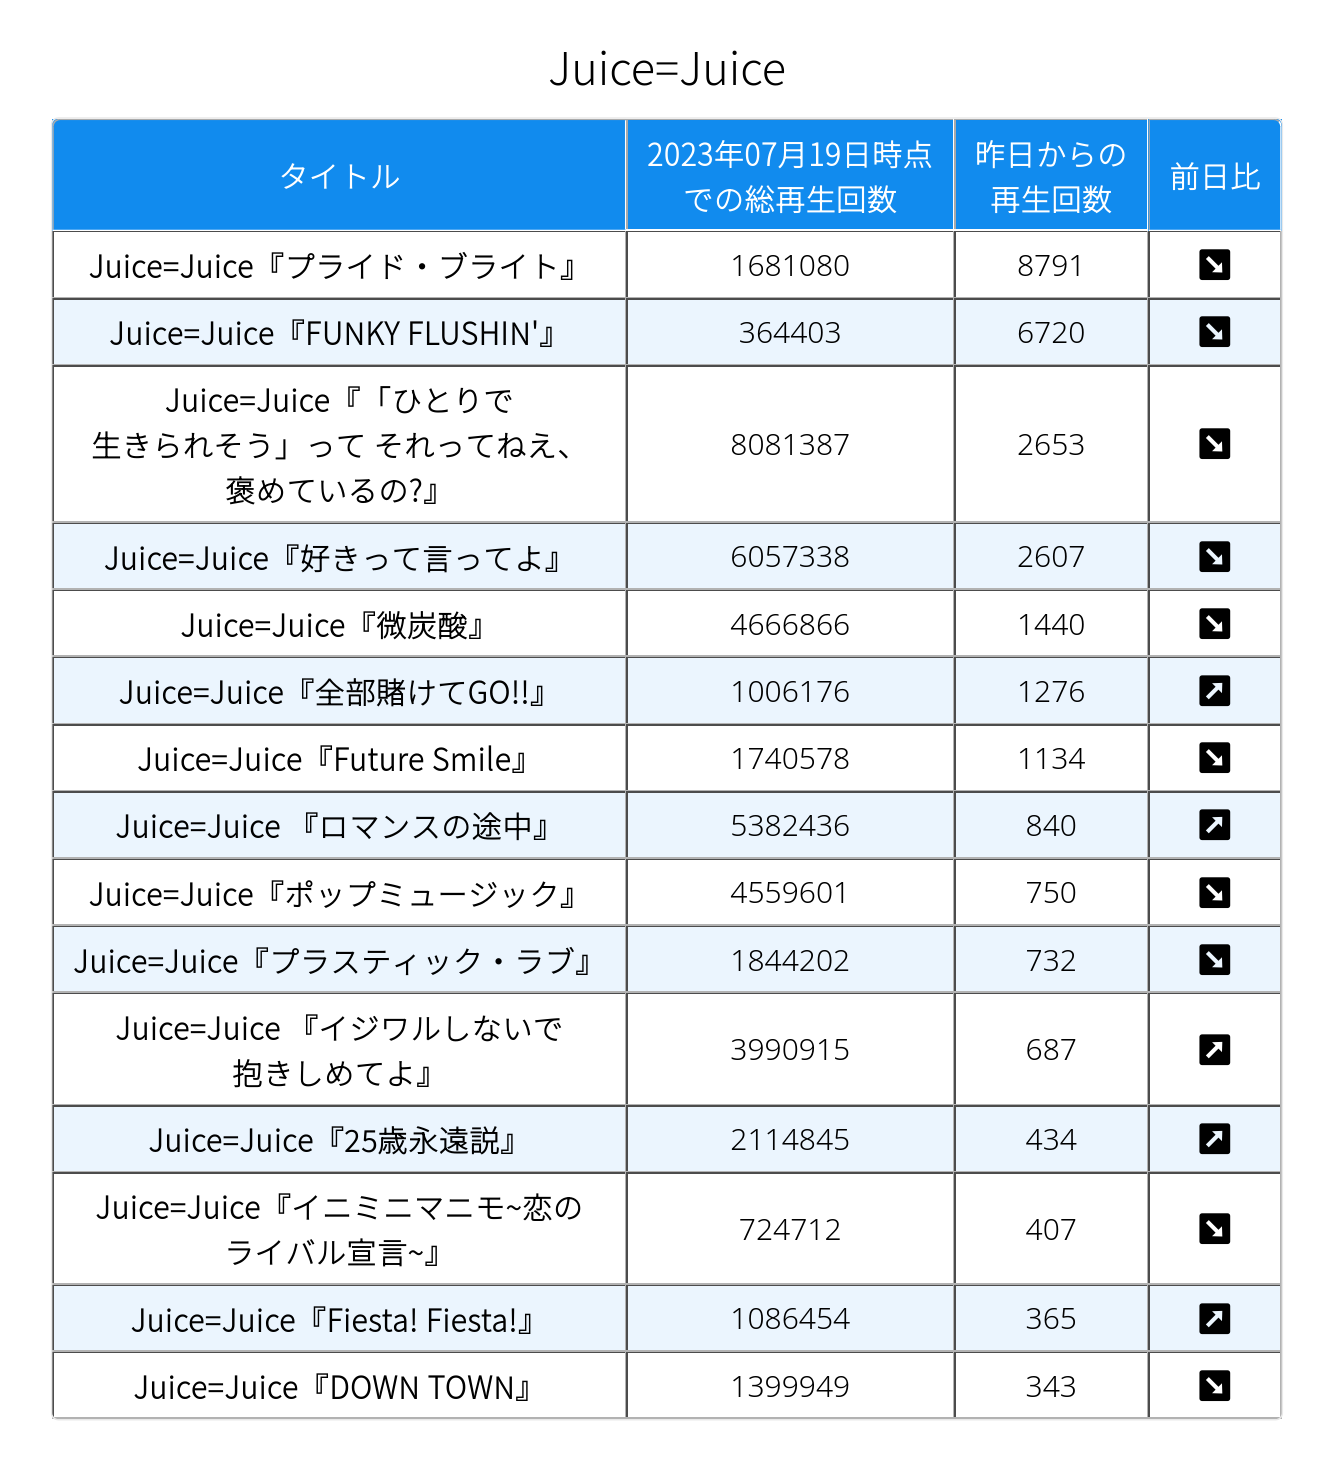 Juice=Juice
タイトル
2023年07月19日時点
での総再生回数
昨日からの
再生回数
前日比
Juice=Juice『プライド・ブライト』 1681080 8791 ↘
Juice=Juice『FUNKY FLUSHIN'』 364403 6720 ↘
Juice=Juice『「ひとりで
生きられそう」って それってねえ、
褒めているの?』
8081387 2653 ↘
Juice=Juice『好きって言ってよ』 6057338 2607 ↘
Juice=Juice『微炭酸』 4666866 1440 ↘
Juice=Juice『全部賭けてGO!!』 1006176 1276 ↗
Juice=Juice『Future Smile』 1740578 1134 ↘
Juice=Juice 『ロマンスの途中』 5382436 840 ↗
Juice=Juice『ポップミュージック』 4559601 750 ↘
Juice=Juice『プラスティック・ラブ』 1844202 732 ↘
Juice=Juice 『イジワルしないで
抱きしめてよ』
3990915 687 ↗
Juice=Juice『25歳永遠説』 2114845 434 ↗
Juice=Juice『イニミニマニモ~恋の
ライバル宣言~』
724712 407 ↘
Juice=Juice『Fiesta! Fiesta!』 1086454 365 ↗
Juice=Juice『DOWN TOWN』 1399949 343 ↘